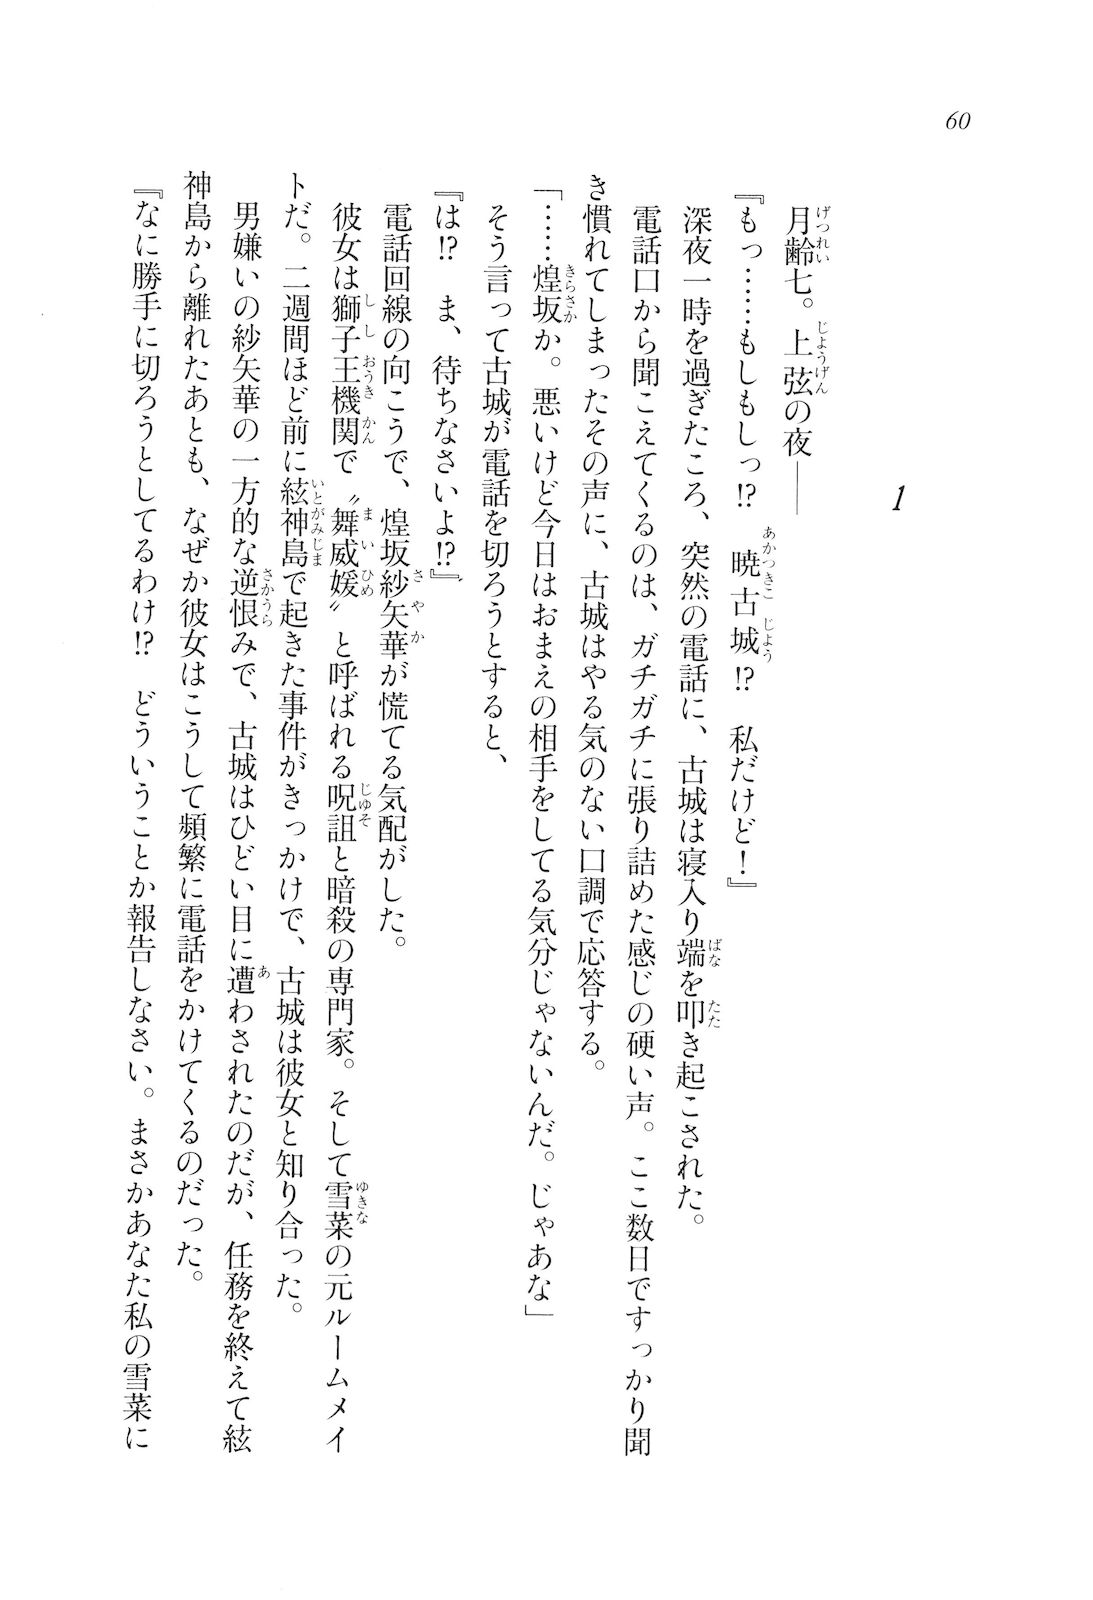 60
1
月齢七。上弦の夜――
『もっ……もしもしっ!?　暁古城!?　私だけど！』
深夜一時を過ぎたころ、突然の電話に、古城は寝入り端を叩き起こされた。
電話口から聞こえてくるのは、ガチガチに張り詰めた感じの硬い声。ここ数日ですっかり聞
き慣れてしまったその声に、古城はやる気のない口調で応答する。
「……煌坂か。悪いけど今日はおまえの相手をしてる気分じゃないんだ。じゃあな」
そう言って古城が電話を切ろうとすると、
『は!?　ま、待ちなさいよ!?』
電話回線の向こうで、煌坂紗矢華が慌てる気配がした。
彼女は獅子王機関で〝舞威媛〟と呼ばれる呪詛と暗殺の専門家。そして雪菜の元ルームメイ
トだ。二週間ほど前に絃神島で起きた事件がきっかけで、古城は彼女と知り合った。
男嫌いの紗矢華の一方的な逆恨みで、古城はひどい目に遭わされたのだが、任務を終えて絃
神島から離れたあとも、なぜか彼女はこうして頻繁に電話をかけてくるのだった。
『なに勝手に切ろうとしてるわけ!?　どういうことか報告しなさい。まさかあなた私の雪菜に